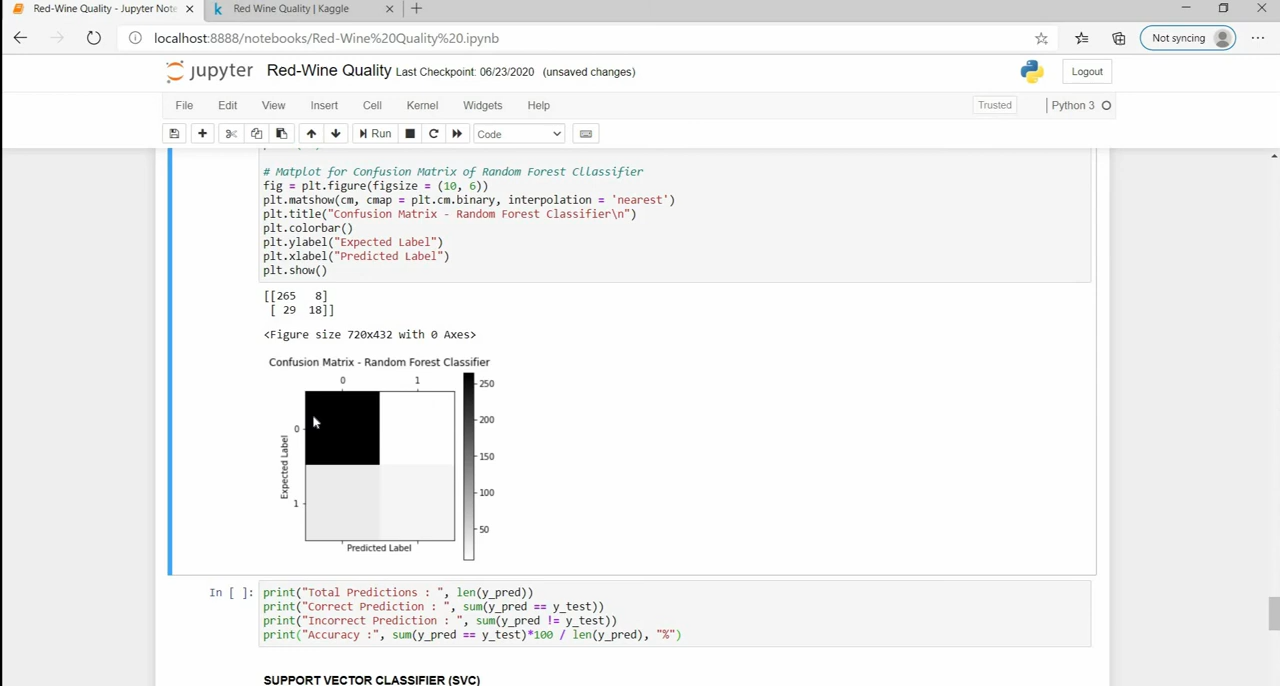 Red-Wine Quality - Jupyter Note
Red Wine Quality | Kaggle
localhost:8888/notebooks/Red-Wine%20Quality%20.ipynb
Not syncing
jupyter
Red-Wine Quality Last Checkpoint: 06/23/2020 (unsaved changes)
Logout
File Edit View Insert Cell Kernel Widgets Help
Trusted
Python 3
Run
Code
# Matplot for Confusion Matrix of Random Forest Cllassifier
fig = plt.figure(figsize = (10, 6))
plt.matshow(cm, cmap = plt.cm.binary, interpolation = 'nearest')
plt.title("Confusion Matrix - Random Forest Classifier\n")
plt.colorbar()
plt.ylabel("Expected Label")
plt.xlabel("Predicted Label")
plt.show()
[[265 8]
[ 29 18]]
<Figure size 720x432 with 0 Axes>
Confusion Matrix - Random Forest Classifier
0 1
250
200
150
100
50
0
1
Expected Label
Predicted Label
In [ ]:
print("Total Predictions : ", len(y_pred))
print("Correct Prediction : ", sum(y_pred == y_test))
print("Incorrect Prediction : ", sum(y_pred != y_test))
print("Accuracy :", sum(y_pred == y_test)*100 / len(y_pred), "%")
SUPPORT VECTOR CLASSIFIER (SVC)